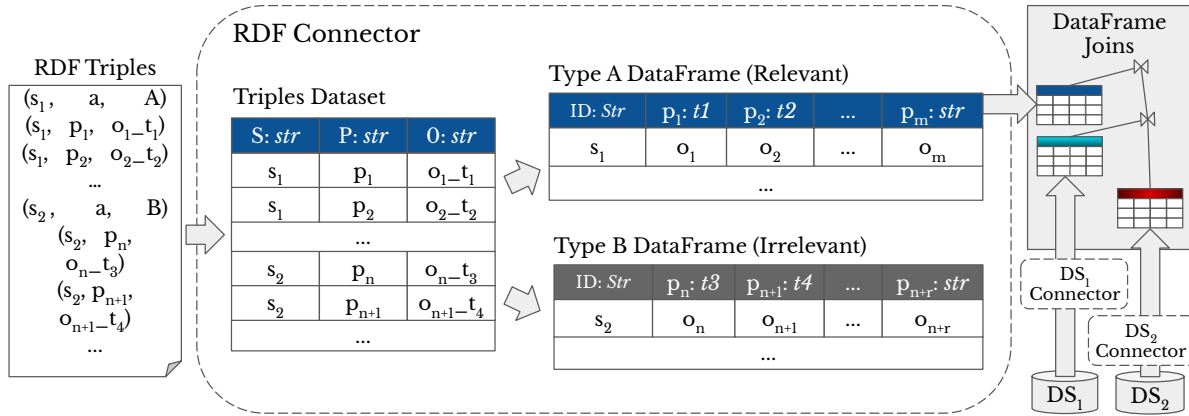 RDF Triples
(s₁ , a, A)
(s₁, p₁, o₁_t₁)
(s₁, p₂, o₂_t₂)
...
(s₂ , a, B)
(s₂, pₙ,
oₙ_t₃)
(s₂, pₙ₊₁,
oₙ₊₁_t₄)
...
RDF Connector
Triples Dataset
S: str P: str O: str
s₁ p₁ o₁_t₁
s₁ p₂ o₂_t₂
...
s₂ pₙ oₙ_t₃
s₂ pₙ₊₁ oₙ₊₁_t₄
...
Type A DataFrame (Relevant)
ID: Str p₁: t1 p₂: t2 ... pₘ: str
s₁ o₁ o₂ ... oₘ
...
Type B DataFrame (Irrelevant)
ID: Str pₙ: t3 pₙ₊₁: t4 ... pₙ₊ᵣ: str
s₂ oₙ oₙ₊₁ ... oₙ₊ᵣ
...
DataFrame
Joins
DS₁
Connector
DS₂
Connector
DS₁
DS₂